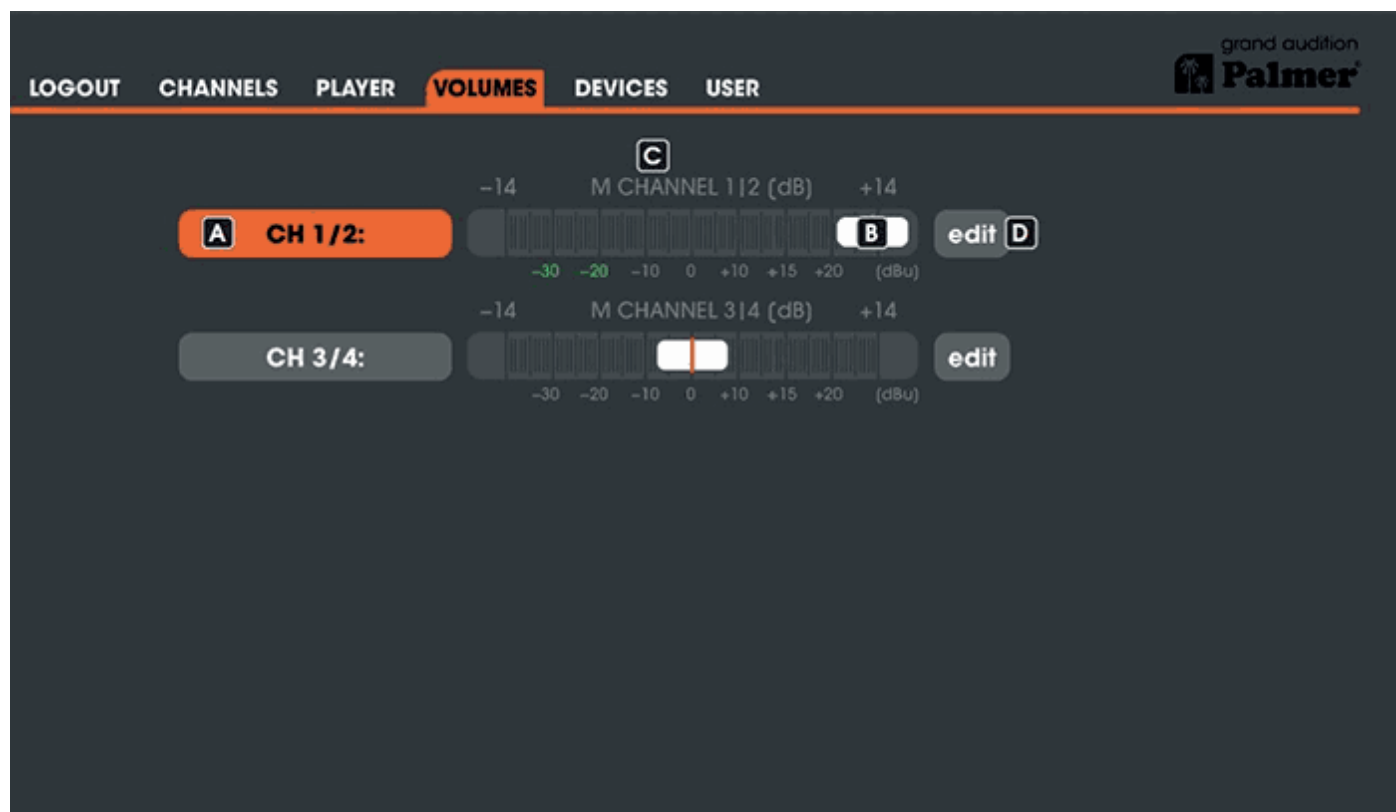 grand audition
Palmer
LOGOUT CHANNELS PLAYER VOLUMES DEVICES USER
C
−14 M CHANNEL 1|2 (dB) +14
A CH 1/2: B edit D
−30 −20 −10 0 +10 +15 +20 (dBu)
−14 M CHANNEL 3|4 (dB) +14
CH 3/4: edit
−30 −20 −10 0 +10 +15 +20 (dBu)